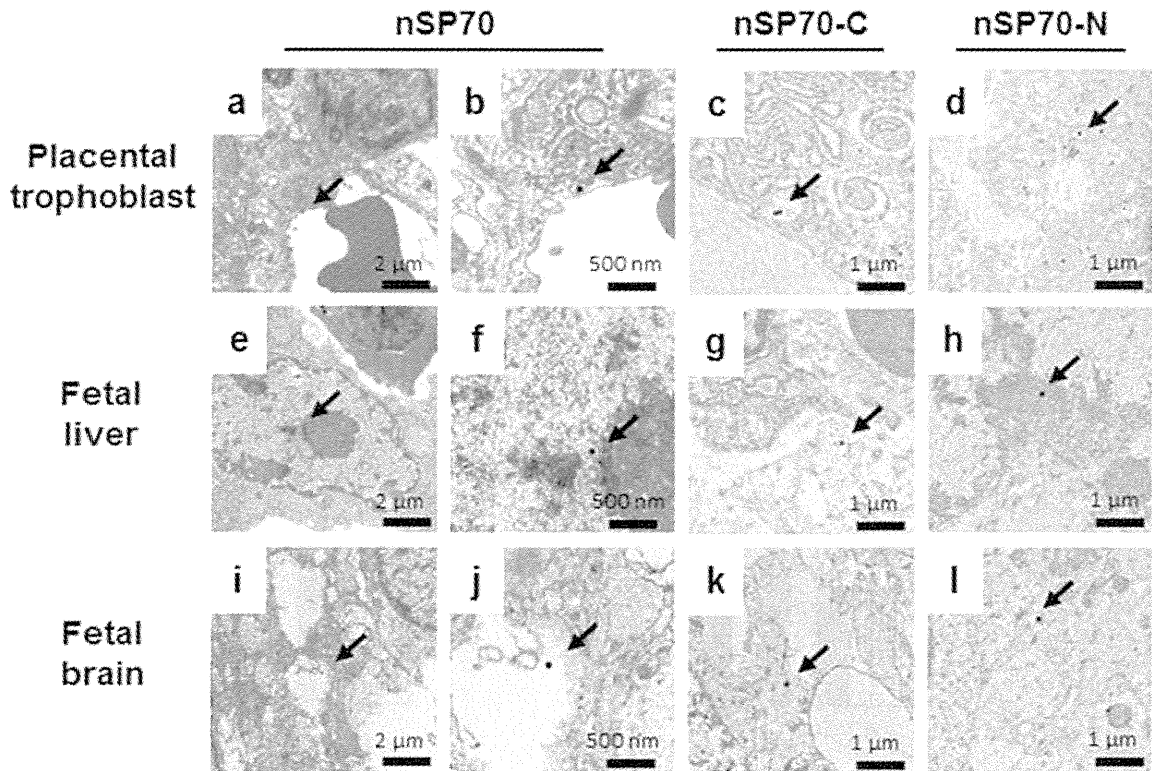 nSP70 nSP70-C nSP70-N
Placental
trophoblast
a b c d
2 µm 500 nm 1 µm 1 µm
Fetal
liver
e f g h
2 µm 500 nm 1 µm 1 µm
Fetal
brain
i j k l
2 µm 500 nm 1 µm 1 µm